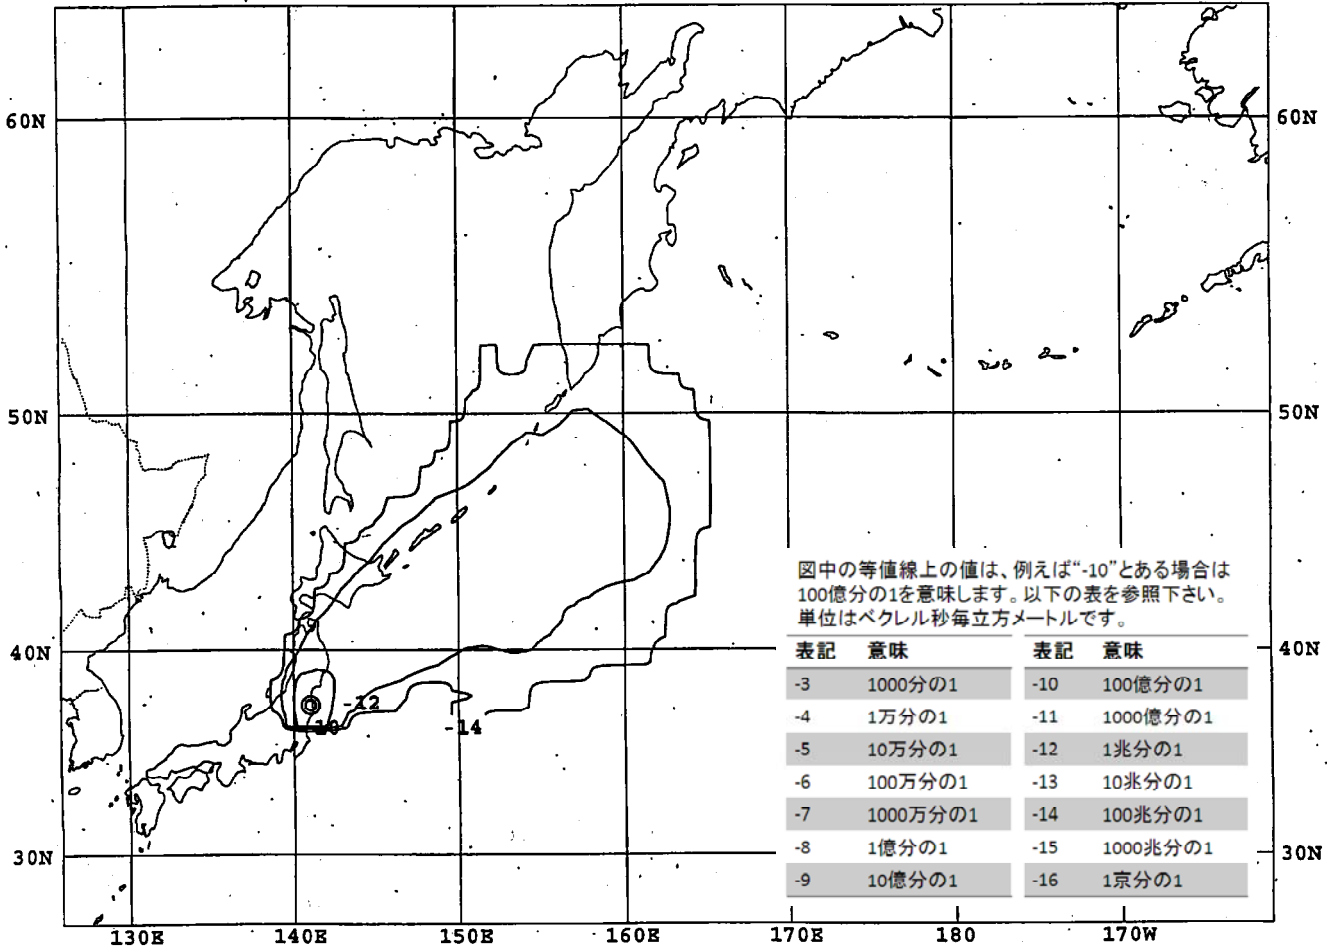 60N 60N
50N 50N
図中の等値線上の値は、例えば“-10”とある場合は
100億分の1を意味します。以下の表を参照下さい。
単位はベクレル秒毎立方メートルです。
40N 40N
表記 意味 表記 意味
-3 1000分の1 -10 100億分の1
-4 1万分の1 -11 1000億分の1
-5 10万分の1 -12 1兆分の1
-6 100万分の1 -13 10兆分の1
-7 1000万分の1 -14 100兆分の1
-8 1億分の1 -15 1000兆分の1
-9 10億分の1 -16 1京分の1
-12
-10 -14
30N 30N
130E 140E 150E 160E 170E 180 170W